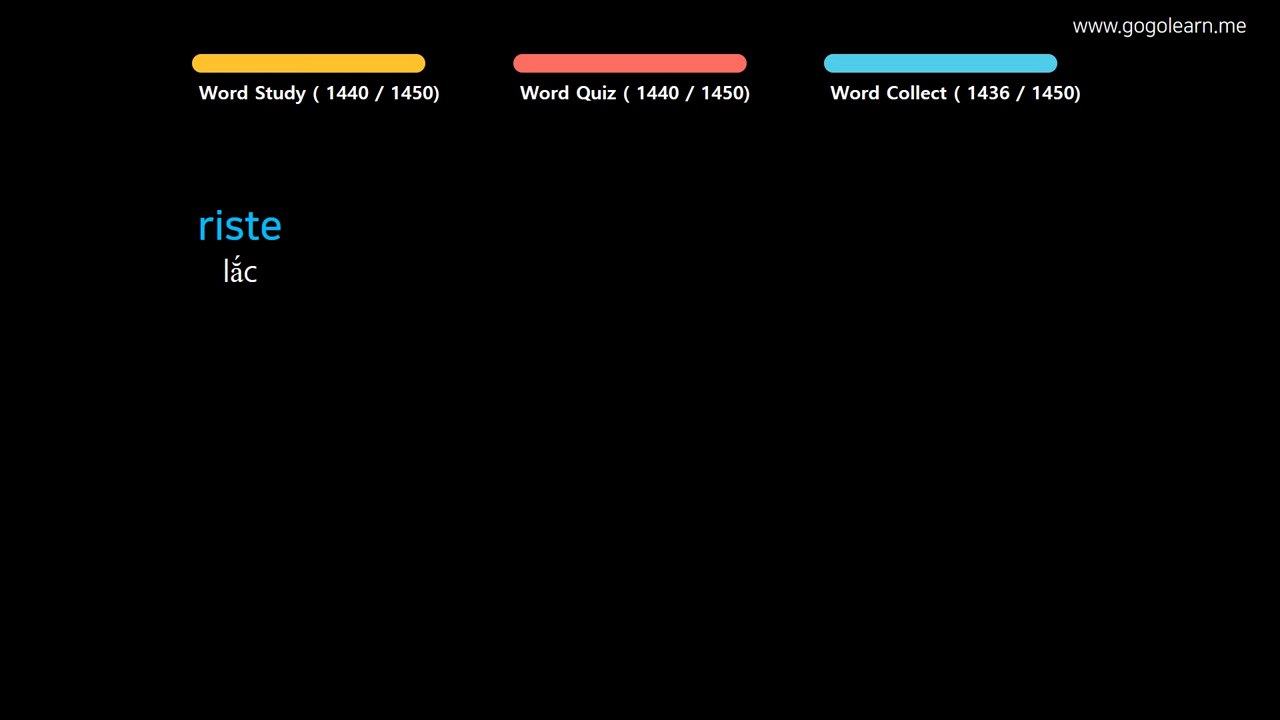 www.gogolearn.me
Word Study ( 1440 / 1450)
Word Quiz ( 1440 / 1450)
Word Collect ( 1436 / 1450)
riste
lắc